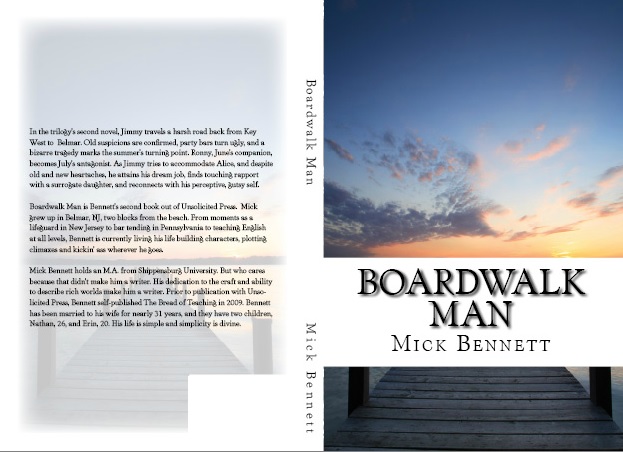 In the trilogy's second novel, Jimmy travels a harsh road back from Key
West to Belmar. Old suspicions are confirmed, party bars turn ugly, and a
bizarre tragedy marks the summer's turning point. Ronny, June's companion,
becomes July's antagonist. As Jimmy tries to accommodate Alice, and despite
old and new heartaches, he attains his dream job, finds touching rapport
with a surrogate daughter, and reconnects with his perceptive, gutsy self.
Boardwalk Man is Bennett's second book out of Unsolicited Press. Mick
grew up in Belmar, NJ, two blocks from the beach. From moments as a
lifeguard in New Jersey to bar tending in Pennsylvania to teaching English
at all levels, Bennett is currently living his life building characters, plotting
climaxes and kickin' ass wherever he goes.
Mick Bennett holds an M.A. from Shippensburg University. But who cares
because that didn't make him a writer. His dedication to the craft and ability
to describe rich worlds make him a writer. Prior to publication with Unso-
licited Press, Bennett self-published The Bread of Teaching in 2009. Bennett
has been married to his wife for nearly 31 years, and they have two children,
Nathan, 26, and Erin, 20. His life is simple and simplicity is divine.
Boardwalk Man
Mick Bennett
BOARDWALK
MAN
MICK BENNETT